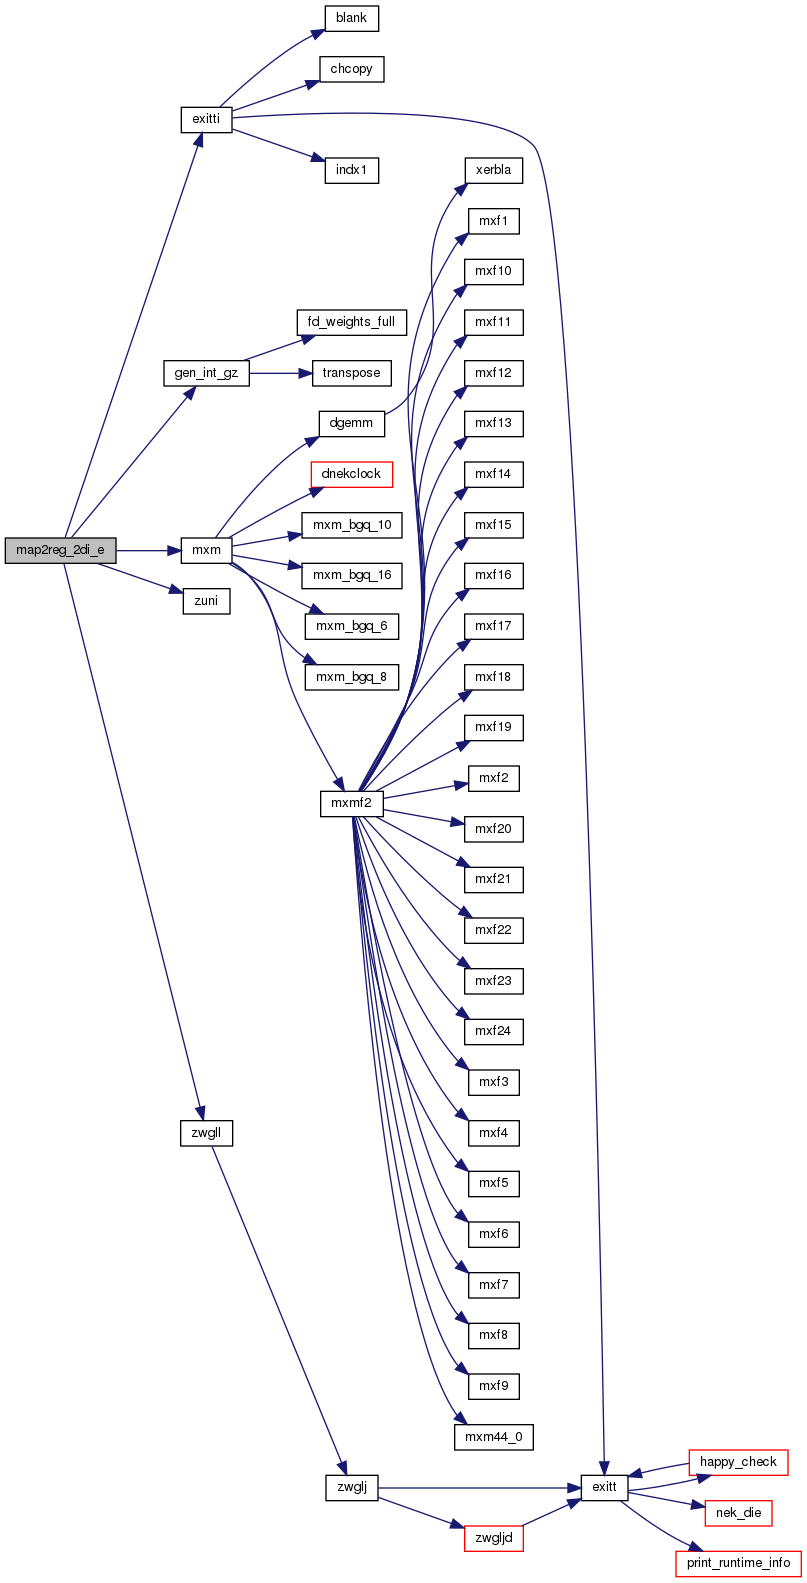 blank
chcopy
exitti
indx1
xerbla
mxf1
mxf10
fd_weights_full
mxf11
gen_int_gz
transpose
mxf12
dgemm
mxf13
dnekclock
mxf14
mxm_bgq_10
mxf15
map2reg_2di_e
mxm
mxm_bgq_16
mxf16
zuni
mxm_bgq_6
mxf17
mxm_bgq_8
mxf18
mxf19
mxf2
mxmf2
mxf20
mxf21
mxf22
mxf23
mxf24
mxf3
zwgll
mxf4
mxf5
mxf6
mxf7
mxf8
mxf9
mxm44_0
happy_check
zwglj
exitt
nek_die
zwgljd
print_runtime_info